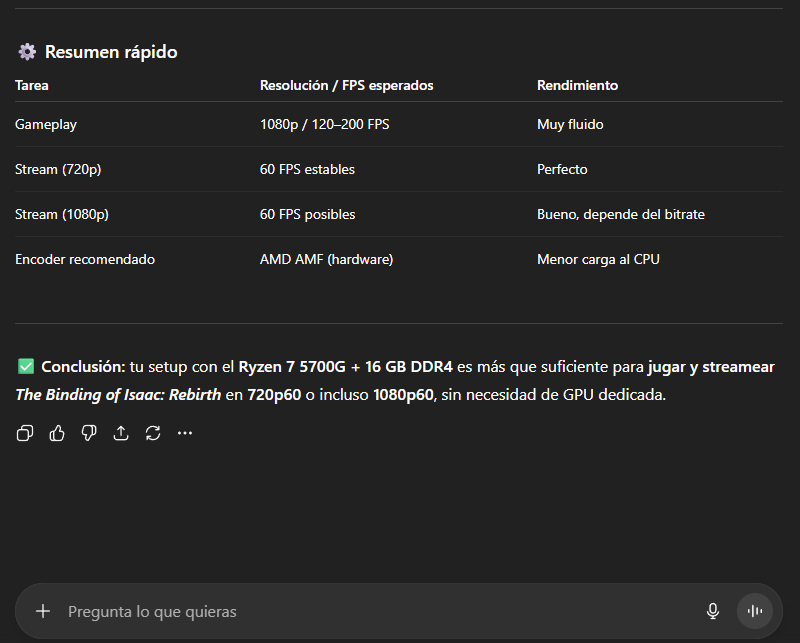 Resumen rápido
Tarea Resolución / FPS esperados Rendimiento
Gameplay 1080p / 120–200 FPS Muy fluido
Stream (720p) 60 FPS estables Perfecto
Stream (1080p) 60 FPS posibles Bueno, depende del bitrate
Encoder recomendado AMD AMF (hardware) Menor carga al CPU
Conclusión: tu setup con el Ryzen 7 5700G + 16 GB DDR4 es más que suficiente para jugar y streamear
The Binding of Isaac: Rebirth en 720p60 o incluso 1080p60, sin necesidad de GPU dedicada.
Pregunta lo que quieras